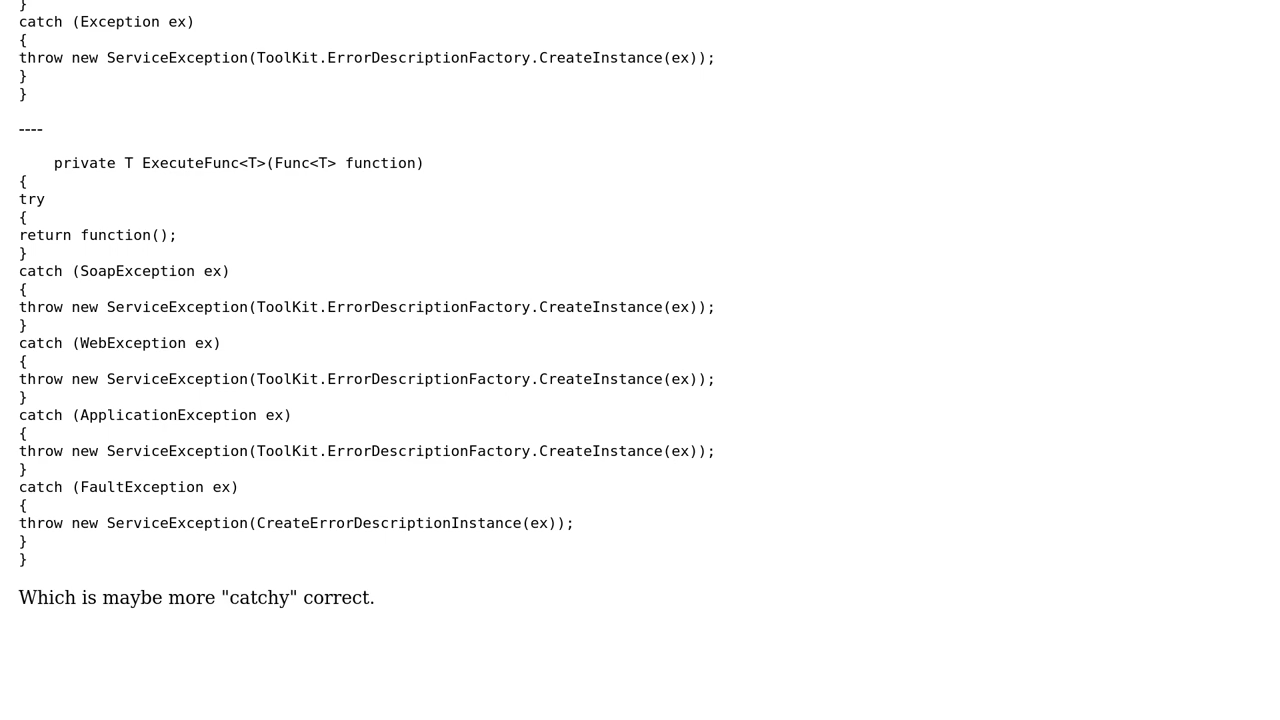 }
catch (Exception ex)
{
throw new ServiceException(ToolKit.ErrorDescriptionFactory.CreateInstance(ex));
}
}
----
    private T ExecuteFunc<T>(Func<T> function)
{
try
{
return function();
}
catch (SoapException ex)
{
throw new ServiceException(ToolKit.ErrorDescriptionFactory.CreateInstance(ex));
}
catch (WebException ex)
{
throw new ServiceException(ToolKit.ErrorDescriptionFactory.CreateInstance(ex));
}
catch (ApplicationException ex)
{
throw new ServiceException(ToolKit.ErrorDescriptionFactory.CreateInstance(ex));
}
catch (FaultException ex)
{
throw new ServiceException(CreateErrorDescriptionInstance(ex));
}
}
Which is maybe more "catchy" correct.